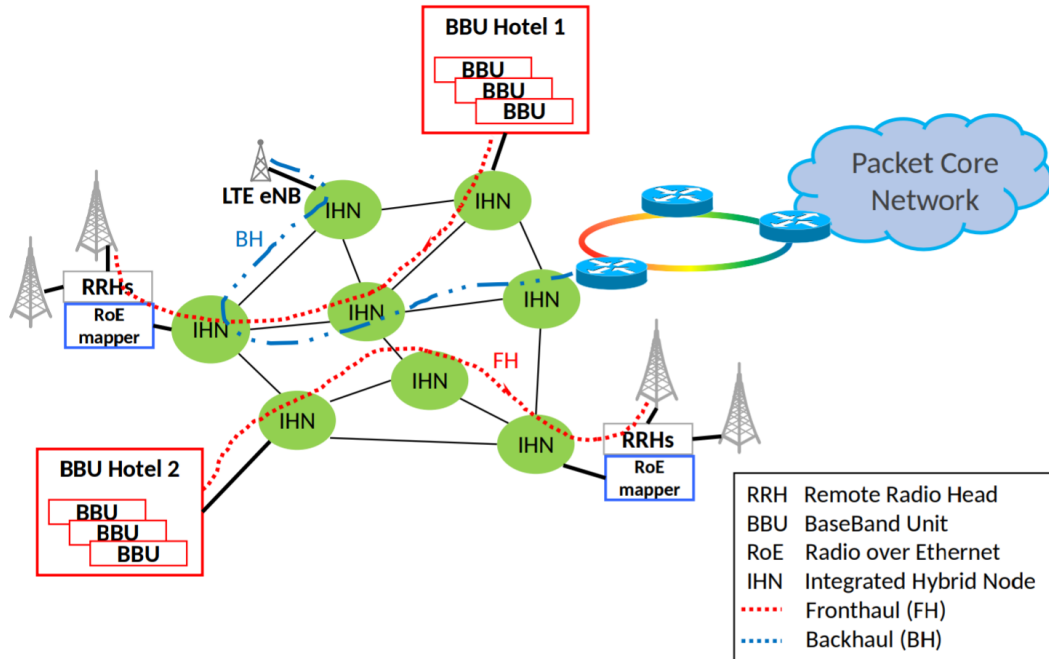 BBU Hotel 1
BBU
BBU
BBU
Packet Core
Network
LTE eNB
IHN
IHN
BH
RRHs
RoE
mapper
IHN
IHN
IHN
FH
IHN
IHN
IHN
RRHs
RoE
mapper
BBU Hotel 2
BBU
BBU
BBU
RRH Remote Radio Head
BBU BaseBand Unit
RoE Radio over Ethernet
IHN Integrated Hybrid Node
Fronthaul (FH)
Backhaul (BH)